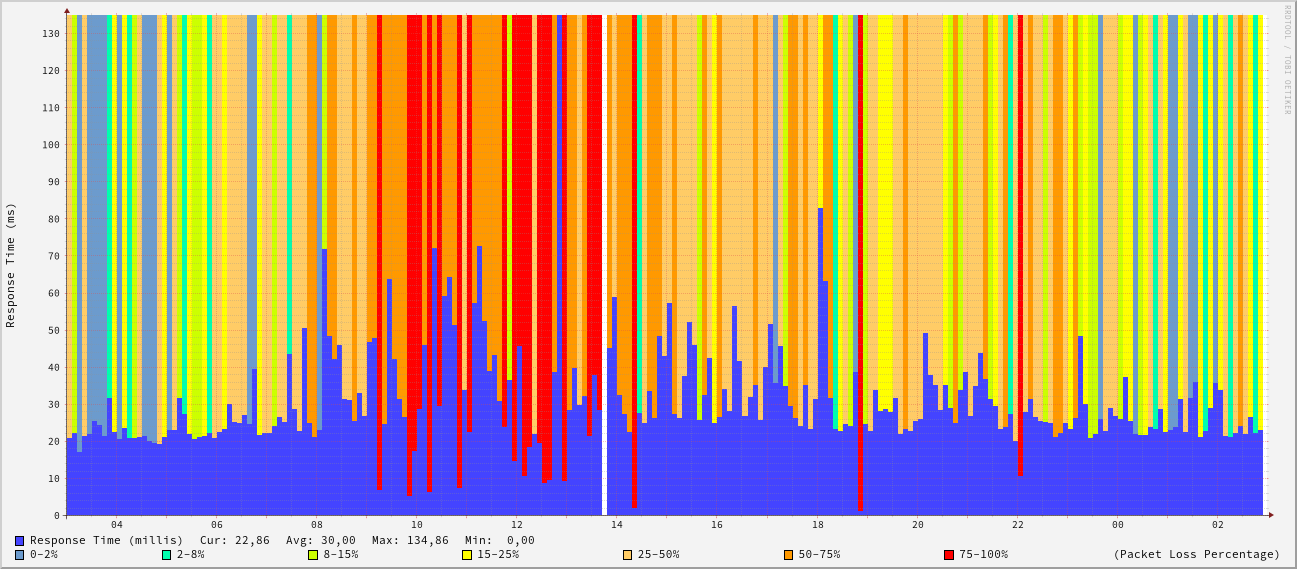 RRDTOOL / TOBI OETIKER
Response Time (ms)
130
120
110
100
90
80
70
60
50
40
30
20
10
0
04 06 08 10 12 14 16 18 20 22 00 02
Response Time (millis) Cur: 22,86 Avg: 30,00 Max: 134,86 Min: 0,00
0-2% 2-8% 8-15% 15-25% 25-50% 50-75% 75-100% (Packet Loss Percentage)